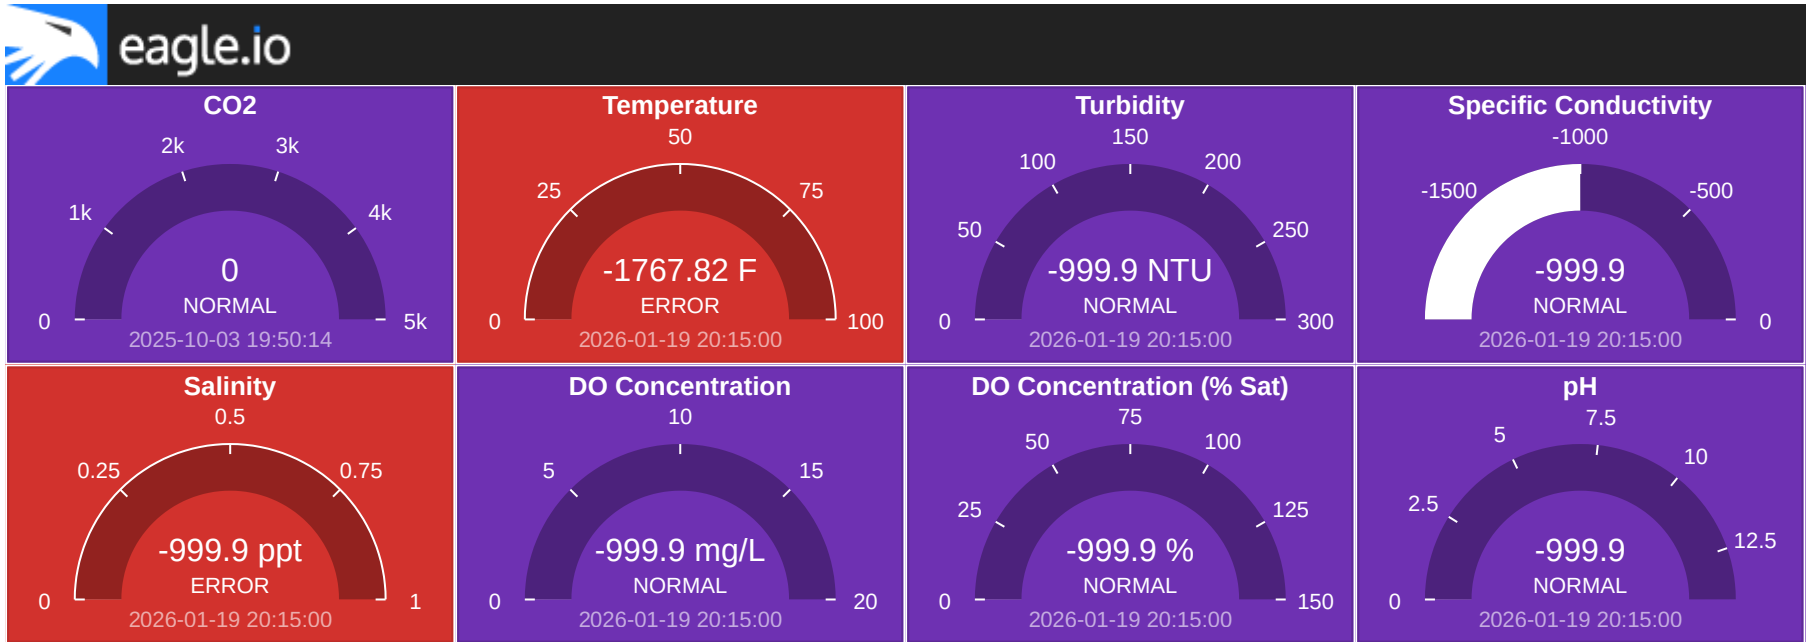 eagle.io
CO2
0
1k
2k
3k
4k
5k
0
NORMAL
2025-10-03 19:50:14
Temperature
0
25
50
75
100
-1767.82 F
ERROR
2026-01-19 20:15:00
Turbidity
0
50
100
150
200
250
300
-999.9 NTU
NORMAL
2026-01-19 20:15:00
Specific Conductivity
-1500
-1000
-500
0
-999.9
NORMAL
2026-01-19 20:15:00
Salinity
0
0.25
0.5
0.75
1
-999.9 ppt
ERROR
2026-01-19 20:15:00
DO Concentration
0
5
10
15
20
-999.9 mg/L
NORMAL
2026-01-19 20:15:00
DO Concentration (% Sat)
0
25
50
75
100
125
150
-999.9 %
NORMAL
2026-01-19 20:15:00
pH
0
2.5
5
7.5
10
12.5
-999.9
NORMAL
2026-01-19 20:15:00